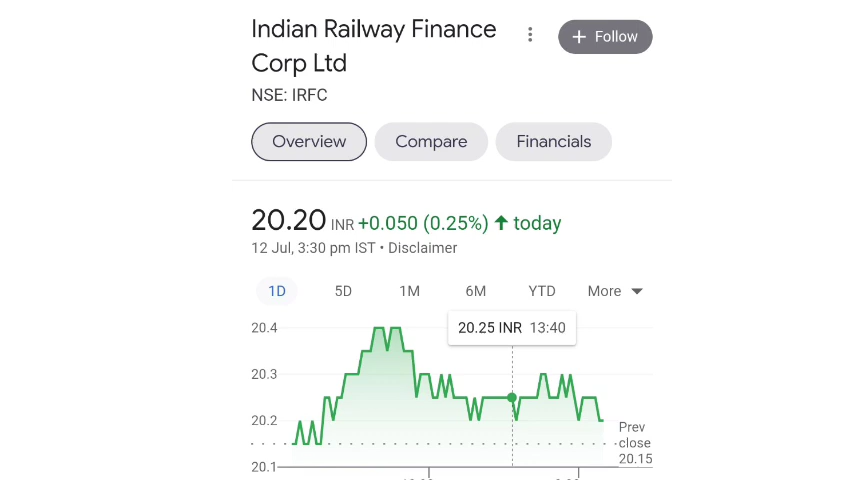 Indian Railway Finance
Corp Ltd
+ Follow
NSE: IRFC
Overview Compare Financials
20.20 INR +0.050 (0.25%) ↑ today
12 Jul, 3:30 pm IST • Disclaimer
1D 5D 1M 6M YTD More
20.25 INR 13:40
20.4
20.3
20.2
20.1
Prev
close
20.15